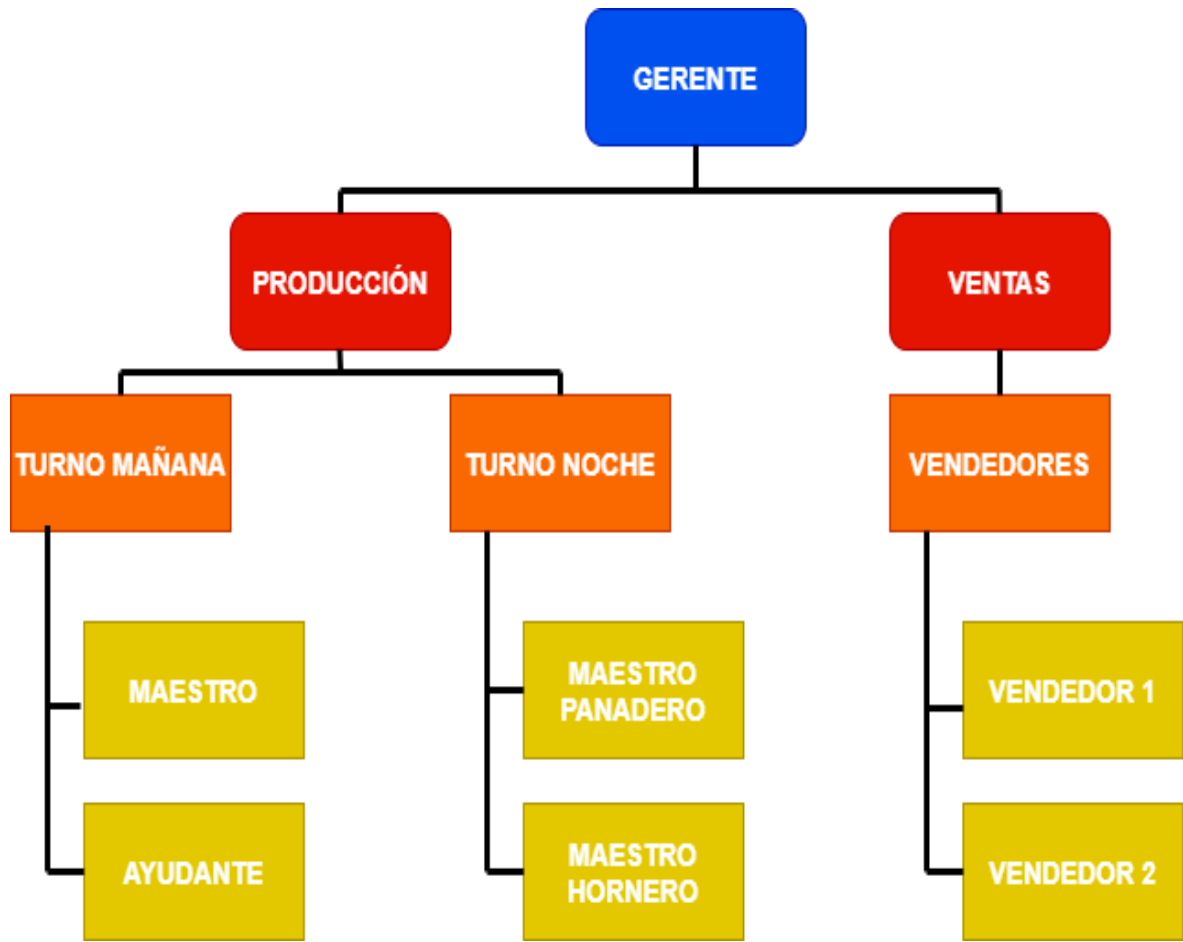 GERENTE
PRODUCCIÓN
VENTAS
TURNO MAÑANA
TURNO NOCHE
VENDEDORES
MAESTRO
MAESTRO
PANADERO
VENDEDOR 1
AYUDANTE
MAESTRO
HORNERO
VENDEDOR 2